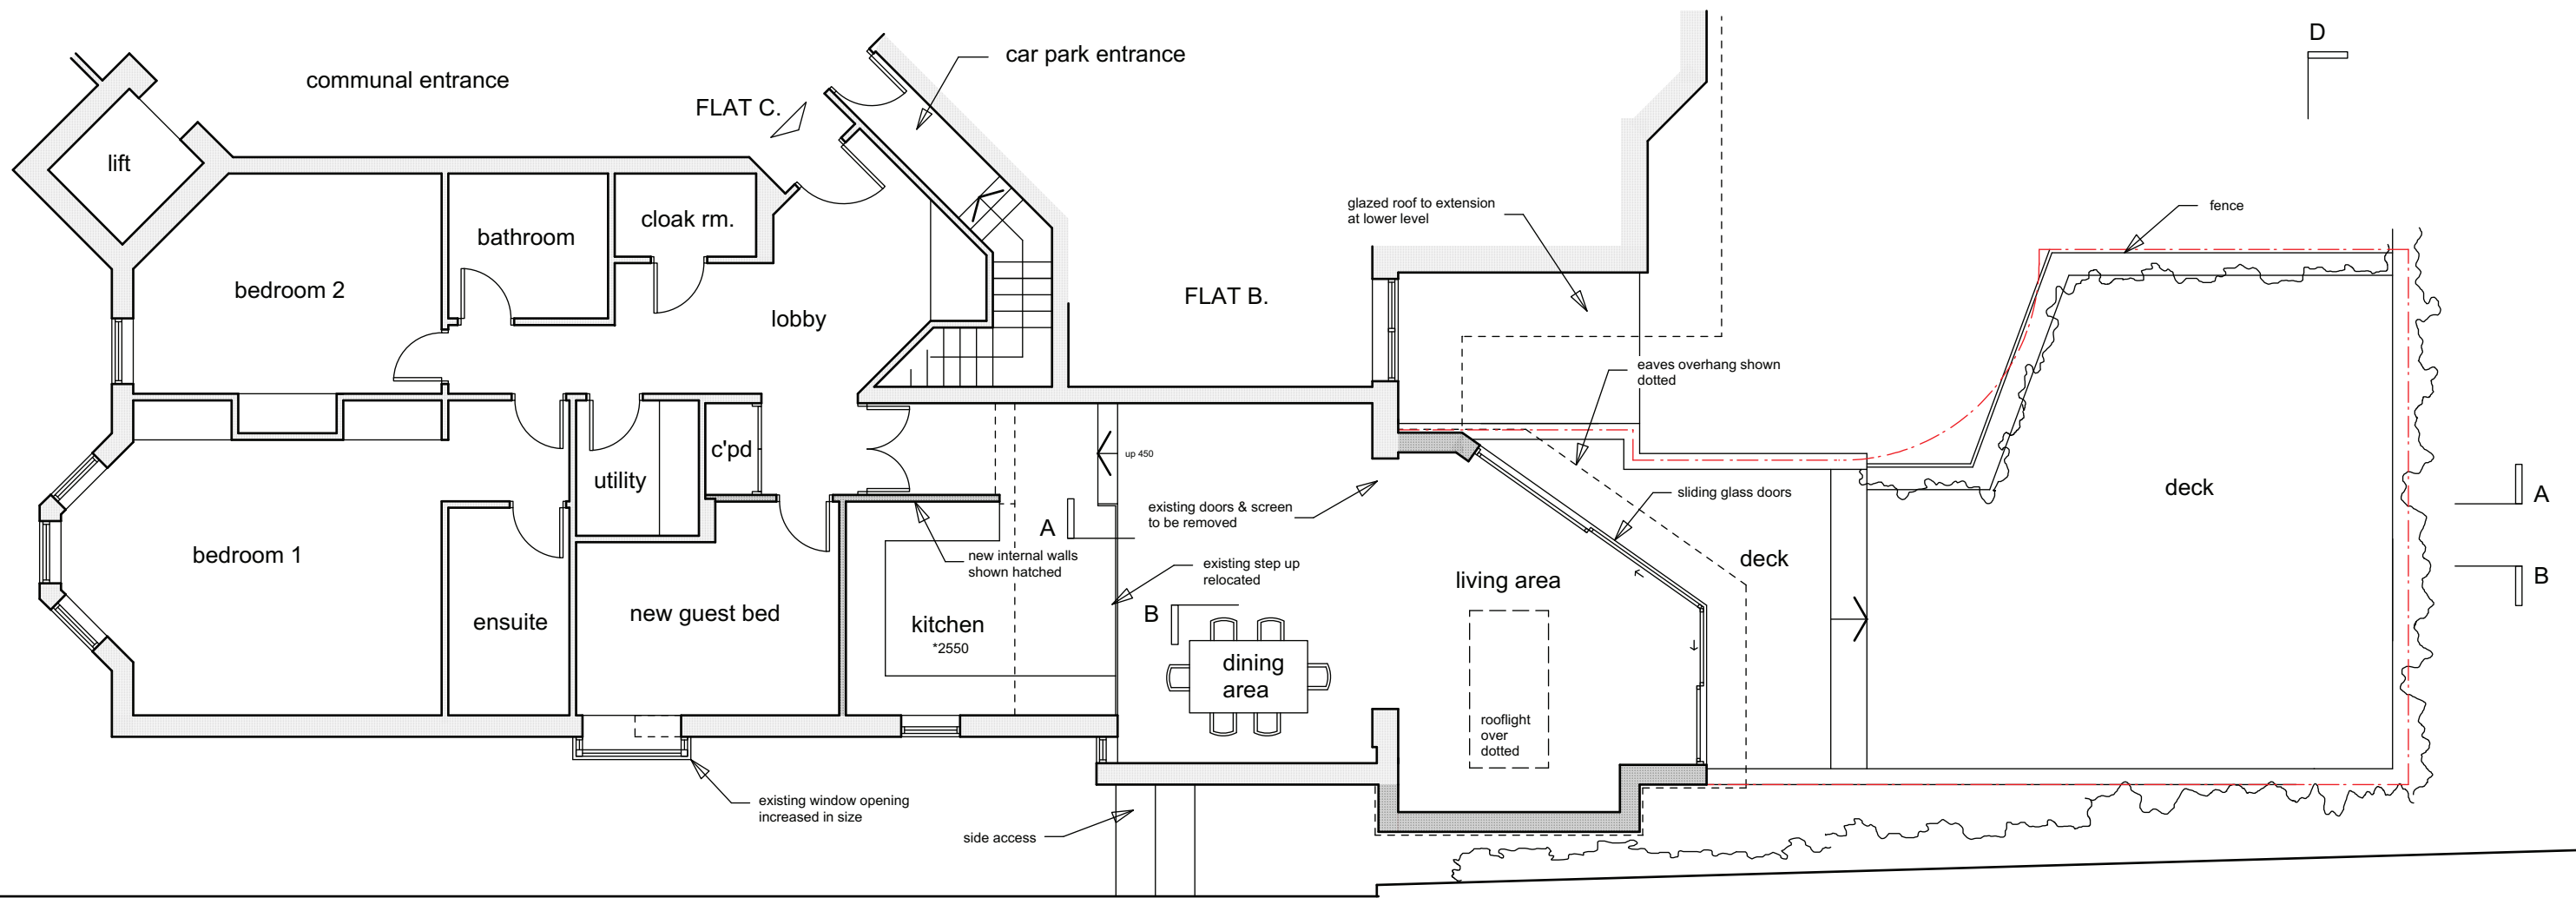 D
car park entrance
communal entrance
FLAT C.
lift
glazed roof to extension
at lower level
fence
cloak rm.
bathroom
bedroom 2
FLAT B.
lobby
eaves overhang shown
dotted
c'pd
up 450
utility
sliding glass doors
deck
A
existing doors & screen
to be removed
A
bedroom 1
new internal walls
shown hatched
existing step up
relocated
living area
deck
B
B
ensuite
new guest bed
kitchen
*2550
dining
area
rooflight
over
dotted
existing window opening
increased in size
side access